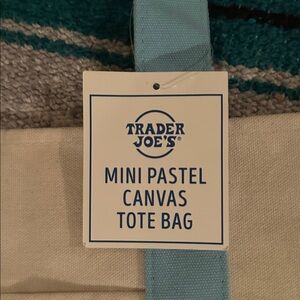 TRADER
JOE'S®
MINI PASTEL
CANVAS
TOTE BAG